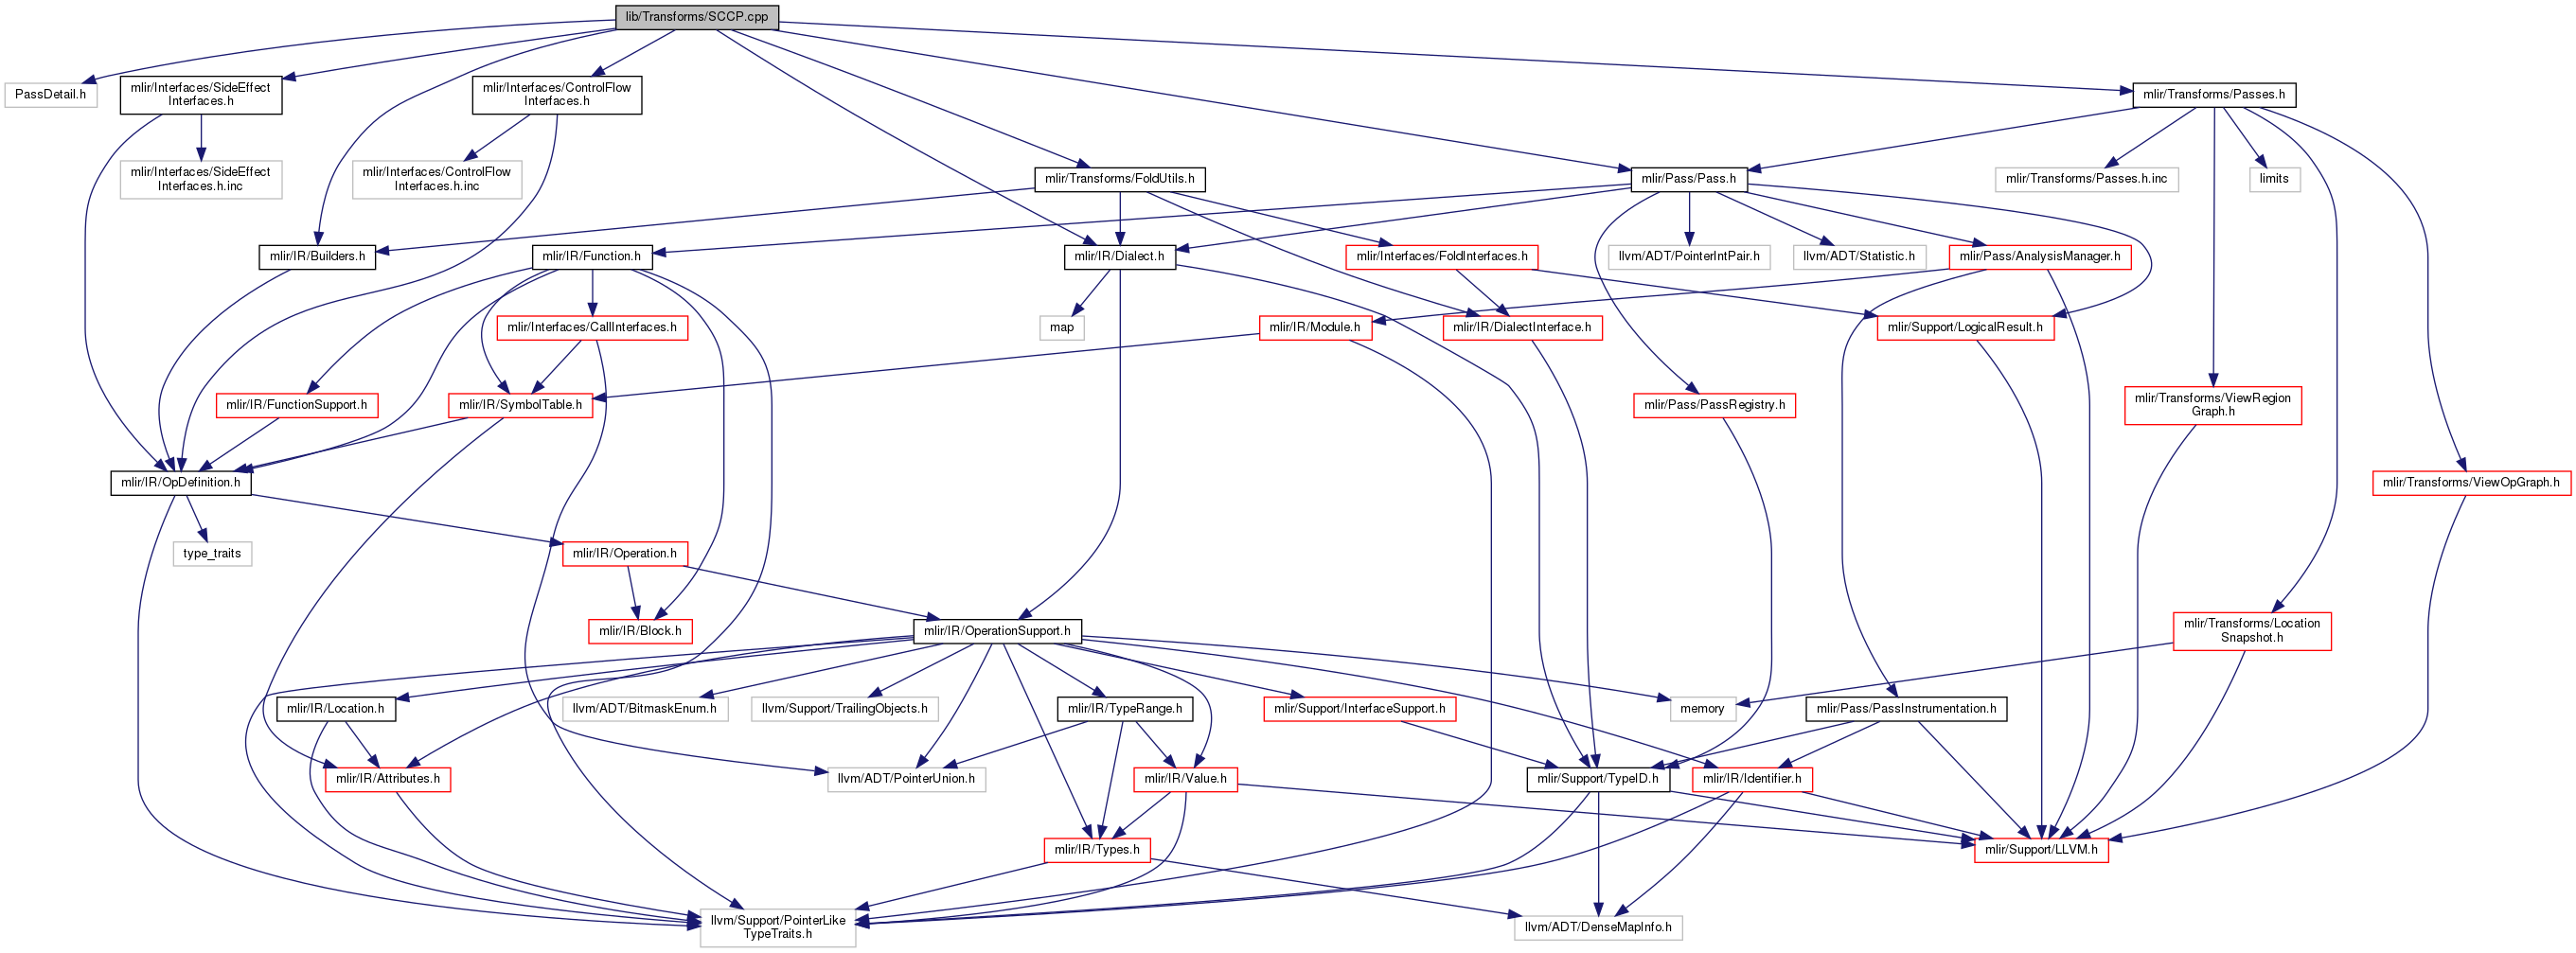 lib/Transforms/SCCP.cpp
PassDetail.h
mlir/Interfaces/SideEffect
Interfaces.h
mlir/Interfaces/ControlFlow
Interfaces.h
mlir/Transforms/Passes.h
mlir/Interfaces/SideEffect
Interfaces.h.inc
mlir/Interfaces/ControlFlow
Interfaces.h.inc
mlir/Transforms/FoldUtils.h
mlir/Pass/Pass.h
mlir/Transforms/Passes.h.inc
limits
mlir/IR/Builders.h
mlir/IR/Function.h
mlir/IR/Dialect.h
mlir/Interfaces/FoldInterfaces.h
llvm/ADT/PointerIntPair.h
llvm/ADT/Statistic.h
mlir/Pass/AnalysisManager.h
mlir/Interfaces/CallInterfaces.h
map
mlir/IR/Module.h
mlir/IR/DialectInterface.h
mlir/Support/LogicalResult.h
mlir/IR/FunctionSupport.h
mlir/IR/SymbolTable.h
mlir/Pass/PassRegistry.h
mlir/Transforms/ViewRegion
Graph.h
mlir/IR/OpDefinition.h
mlir/Transforms/ViewOpGraph.h
type_traits
mlir/IR/Operation.h
mlir/IR/Block.h
mlir/IR/OperationSupport.h
mlir/Transforms/Location
Snapshot.h
mlir/IR/Location.h
llvm/ADT/BitmaskEnum.h
llvm/Support/TrailingObjects.h
mlir/IR/TypeRange.h
mlir/Support/InterfaceSupport.h
memory
mlir/Pass/PassInstrumentation.h
mlir/IR/Attributes.h
llvm/ADT/PointerUnion.h
mlir/IR/Value.h
mlir/Support/TypeID.h
mlir/IR/Identifier.h
mlir/IR/Types.h
mlir/Support/LLVM.h
llvm/Support/PointerLike
TypeTraits.h
llvm/ADT/DenseMapInfo.h